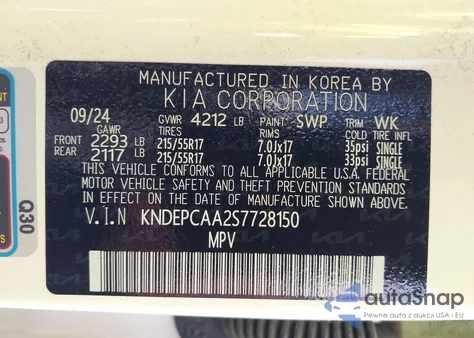 MANUFACTURED IN KOREA BY
KIA CORPORATION
09/24 GVWR 4212 LB PAINT: SWP TRIM WK
GAWR TIRES RIMS COLD TIRE INFL
FRONT 2293 LB 215/55R17 7.0Jx17 35psi SINGLE
REAR 2117 LB 215/55R17 7.0Jx17 33psi SINGLE
THIS VEHICLE CONFORMS TO ALL APPLICABLE U.S.A. FEDERAL
MOTOR VEHICLE SAFETY AND THEFT PREVENTION STANDARDS
IN EFFECT ON THE DATE OF MANUFACTURE SHOWN ABOVE.
V.I.N KNDEPCAA2S7728150
MPV
Q30
autoSnap
Pewne auta z aukcji USA i EU